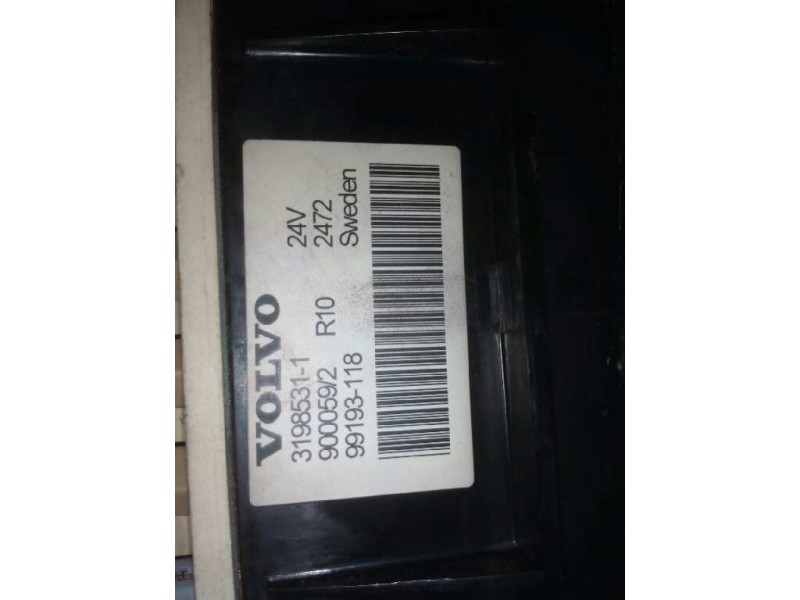 VOLVO
3198531-1 24V
900059/2 R10 2472
99193-118 Sweden